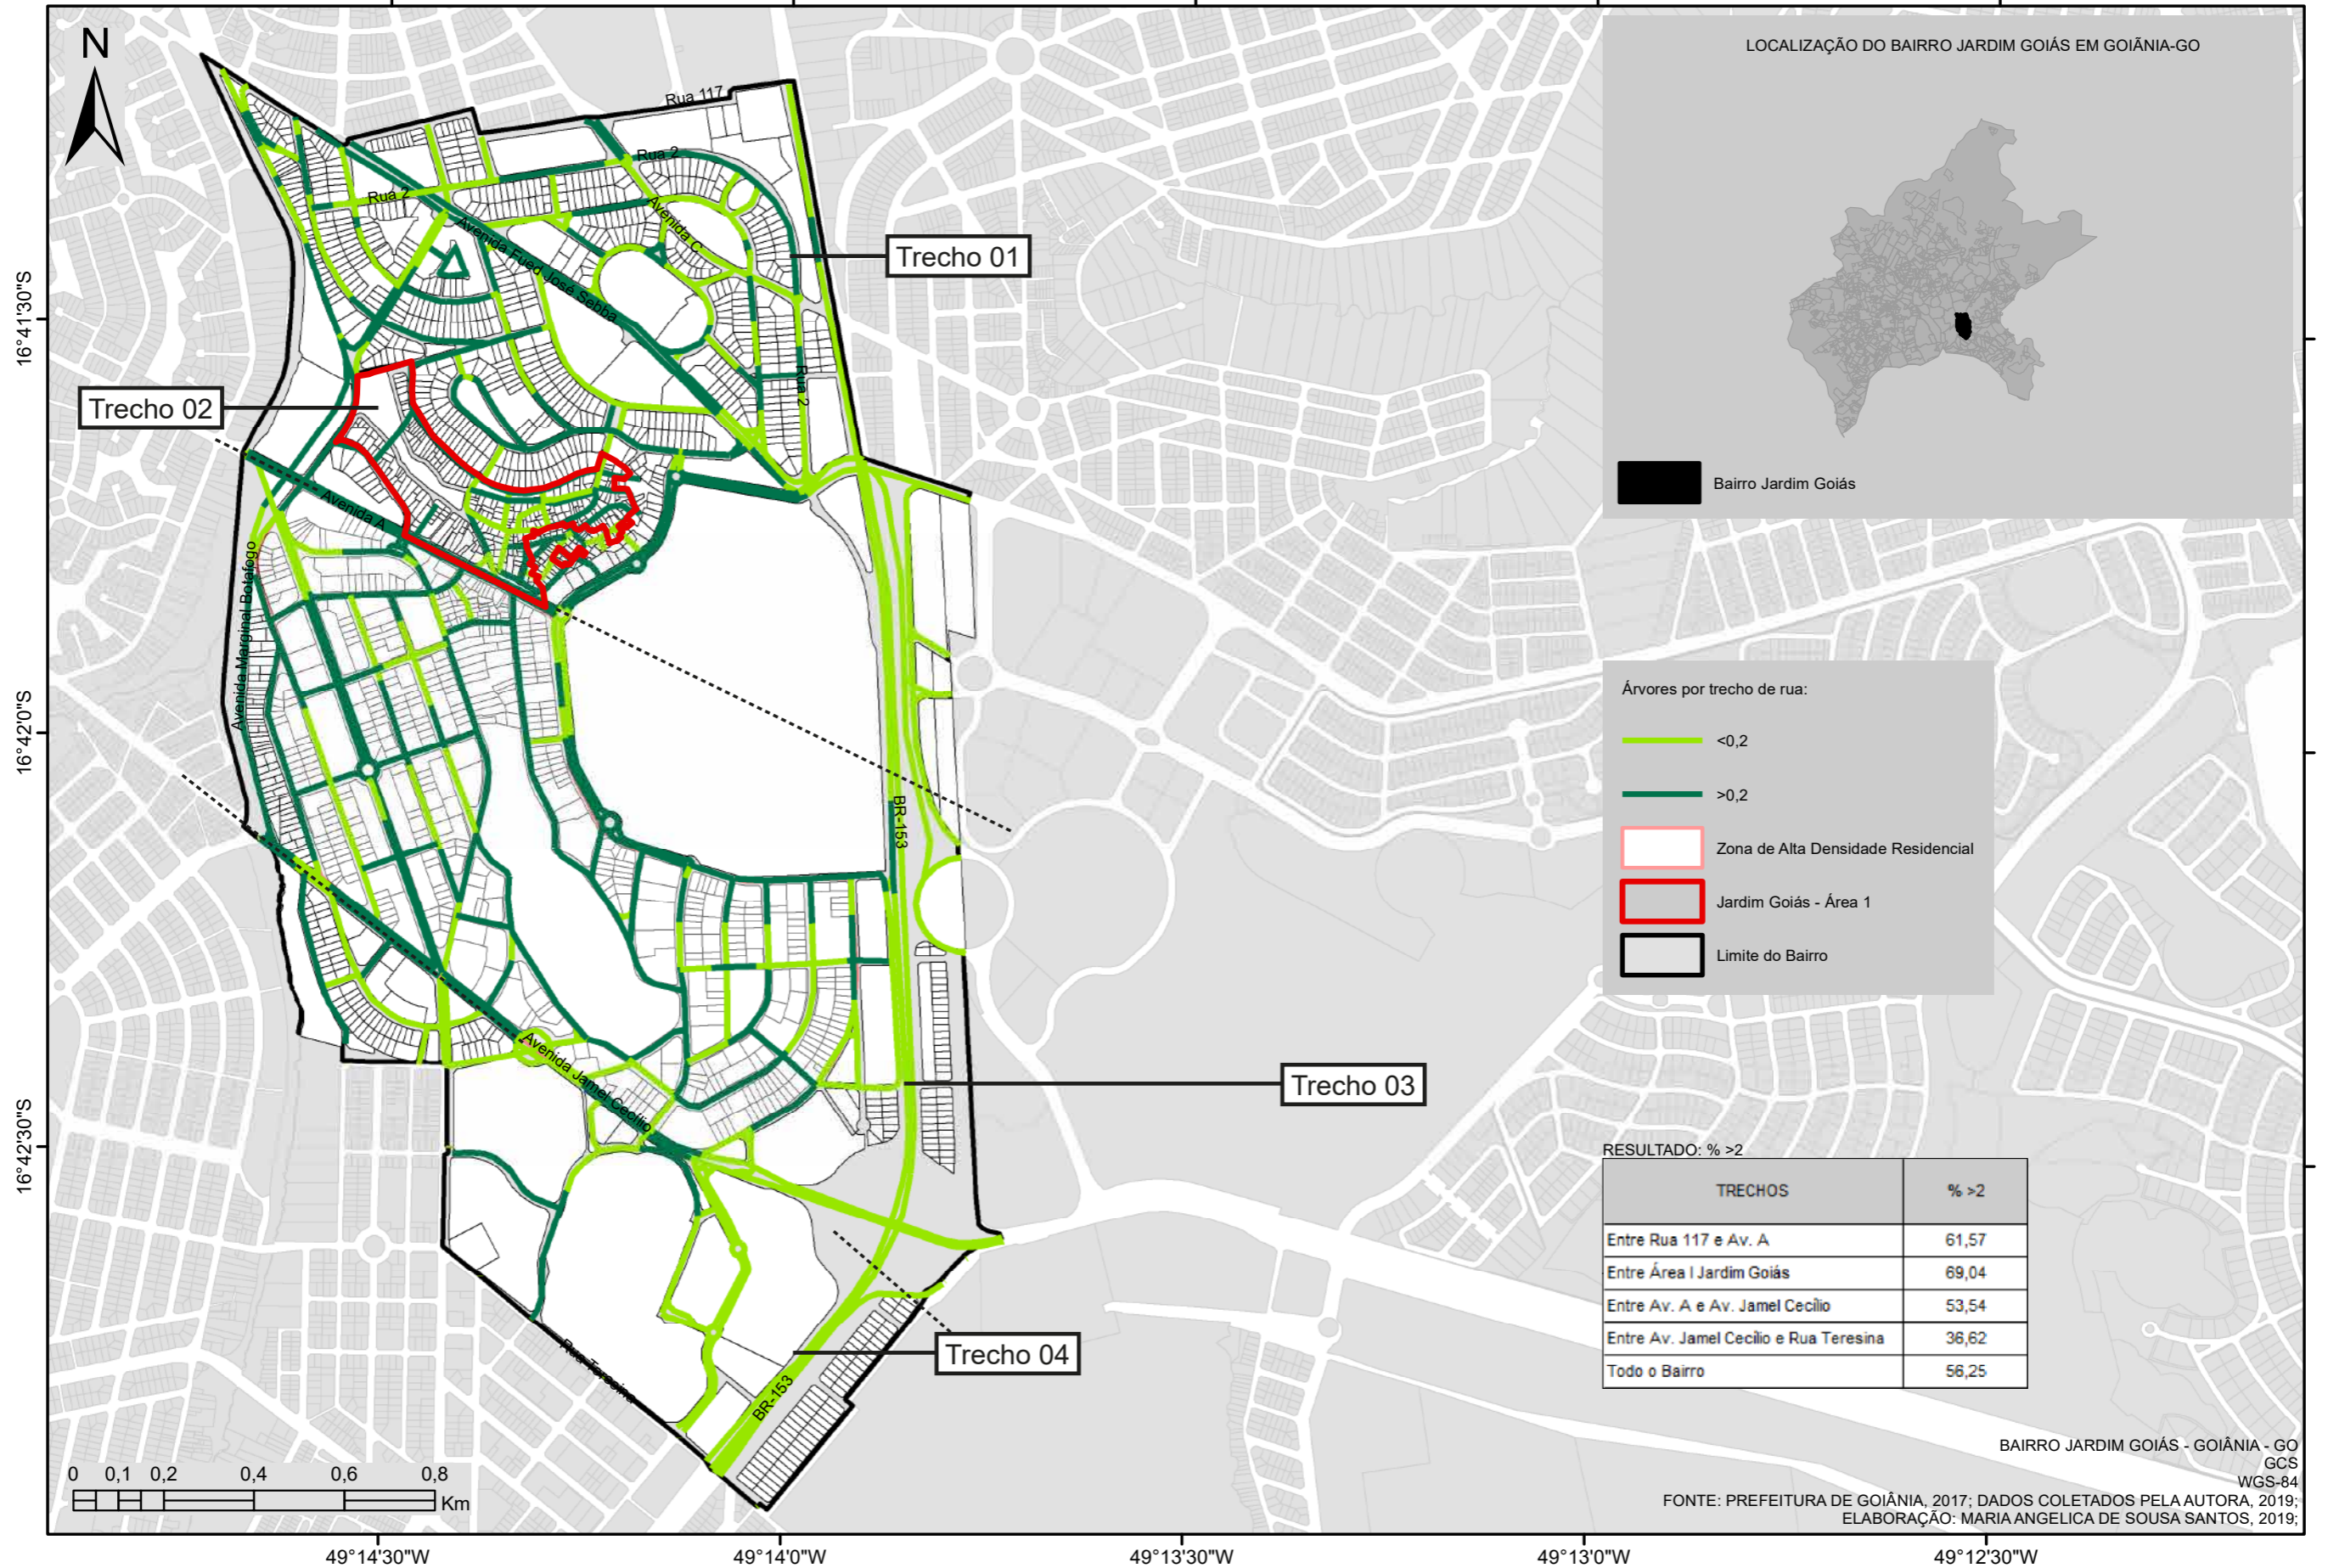 N
LOCALIZAÇÃO DO BAIRRO JARDIM GOIÁS EM GOIÃNIA-GO
Bairro Jardim Goiás
Rua 117
Rua 2
Rua 2
Avenida C
Avenida Fued José Sebba
Trecho 01
Rua 2
Trecho 02
Avenida A
Avenida Marginal Botafogo
BR-153
Avenida Jamel Cecílio
Trecho 03
Trecho 04
Rua Teresina
BR-153
Árvores por trecho de rua:
<0,2
>0,2
Zona de Alta Densidade Residencial
Jardim Goiás - Área 1
Limite do Bairro
RESULTADO: % >2
TRECHOS % >2
Entre Rua 117 e Av. A 61,57
Entre Área I Jardim Goiás 69,04
Entre Av. A e Av. Jamel Cecílio 53,54
Entre Av. Jamel Cecílio e Rua Teresina 36,62
Todo o Bairro 56,25
BAIRRO JARDIM GOIÁS - GOIÂNIA - GO
GCS
WGS-84
FONTE: PREFEITURA DE GOIÂNIA, 2017; DADOS COLETADOS PELA AUTORA, 2019;
ELABORAÇÃO: MARIA ANGELICA DE SOUSA SANTOS, 2019;
0 0,1 0,2 0,4 0,6 0,8
Km
16°41'30"S
16°42'0"S
16°42'30"S
49°14'30"W 49°14'0"W 49°13'30"W 49°13'0"W 49°12'30"W